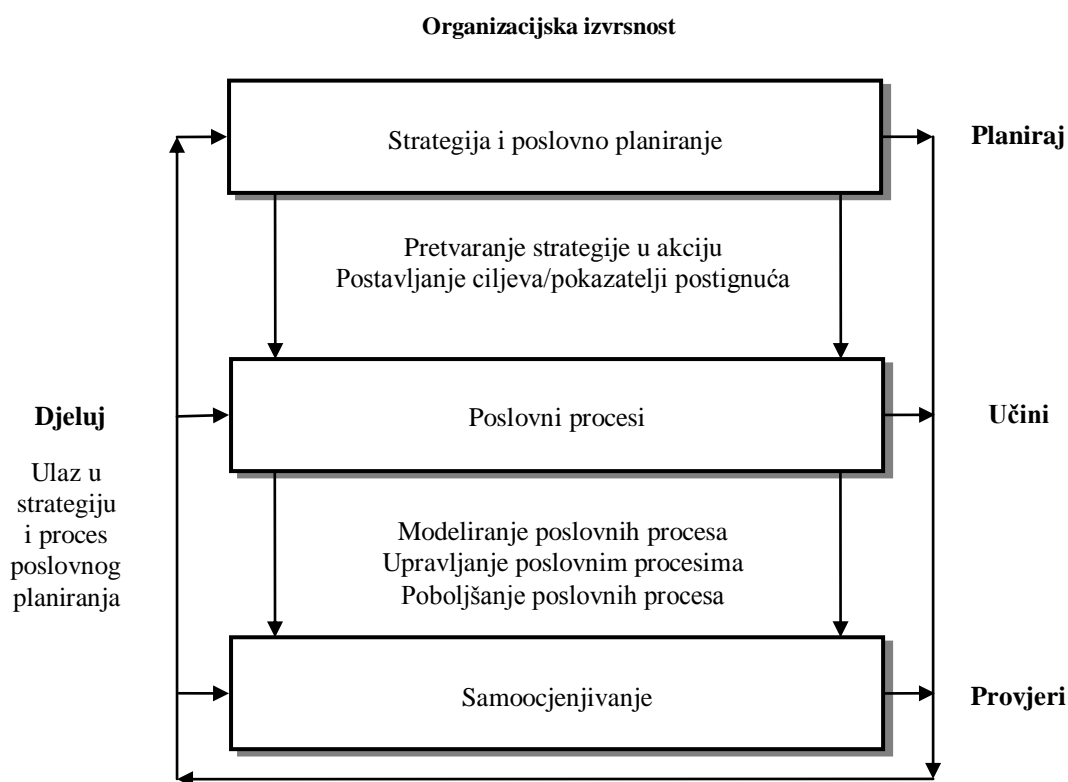 Organizacijska izvrsnost
Strategija i poslovno planiranje
Planiraj
Pretvaranje strategije u akciju
Postavljanje ciljeva/pokazatelji postignuća
Djeluj
Ulaz u
strategiju
i proces
poslovnog
planiranja
Poslovni procesi
Učini
Modeliranje poslovnih procesa
Upravljanje poslovnim procesima
Poboljšanje poslovnih procesa
Samoocjenjivanje
Provjeri